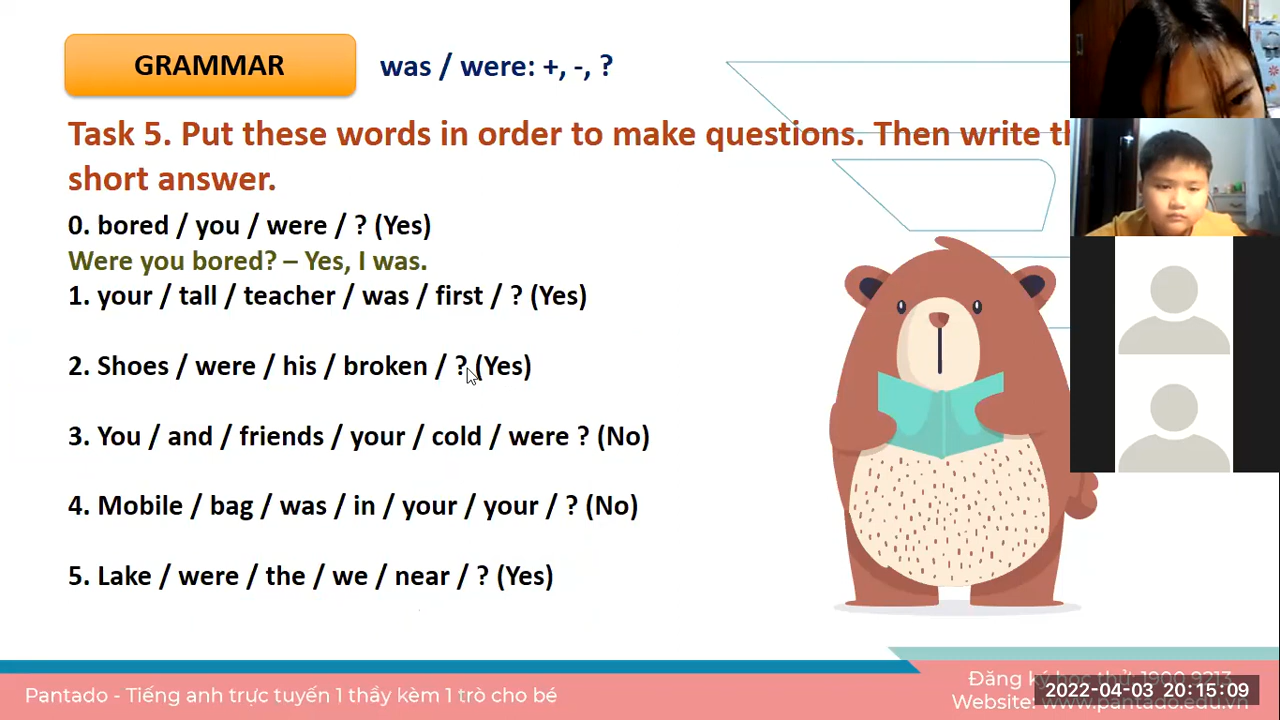 GRAMMAR
was / were: +, -, ?
Task 5. Put these words in order to make questions. Then write
short answer.
0. bored / you / were / ? (Yes)
Were you bored? – Yes, I was.
1. your / tall / teacher / was / first / ? (Yes)
2. Shoes / were / his / broken / ? (Yes)
3. You / and / friends / your / cold / were ? (No)
4. Mobile / bag / was / in / your / your / ? (No)
5. Lake / were / the / we / near / ? (Yes)
Pantado - Tiếng anh trực tuyến 1 thầy kèm 1 trò cho bé
Đăng ký học thử: 1900 9213
Website: www.pantado.edu.vn
2022-04-03 20:15:09